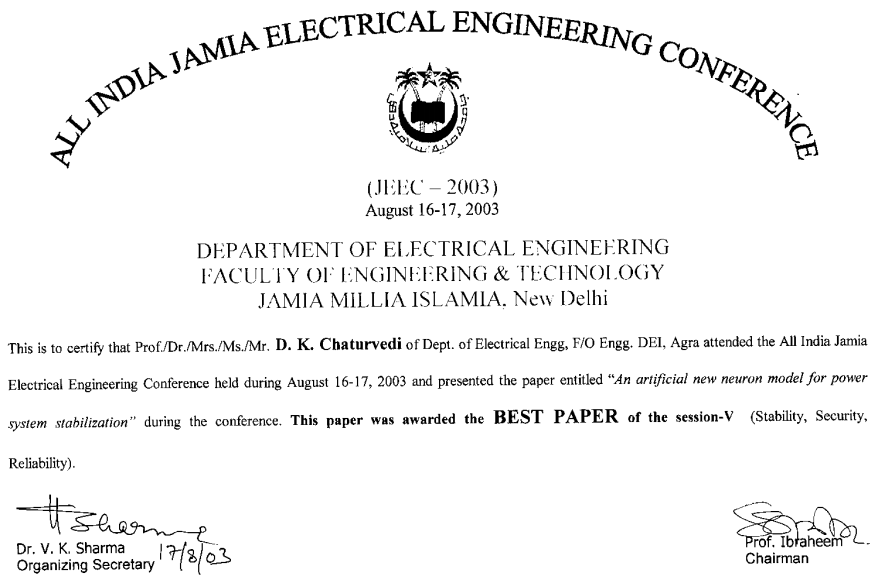 ALL INDIA JAMIA ELECTRICAL ENGINEERING CONFERENCE
(JEEC – 2003)
August 16-17, 2003
DEPARTMENT OF ELECTRICAL ENGINEERING
FACULTY OF ENGINEERING & TECHNOLOGY
JAMIA MILLIA ISLAMIA, New Delhi
This is to certify that Prof./Dr./Mrs./Ms./Mr. D. K. Chaturvedi of Dept. of Electrical Engg, F/O Engg. DEI, Agra attended the All India Jamia
Electrical Engineering Conference held during August 16-17, 2003 and presented the paper entitled “An artificial new neuron model for power
system stabilization” during the conference. This paper was awarded the BEST PAPER of the session-V (Stability, Security,
Reliability).
Sharma
17/8/03
Dr. V. K. Sharma
Organizing Secretary
Prof. Ibraheem
Chairman